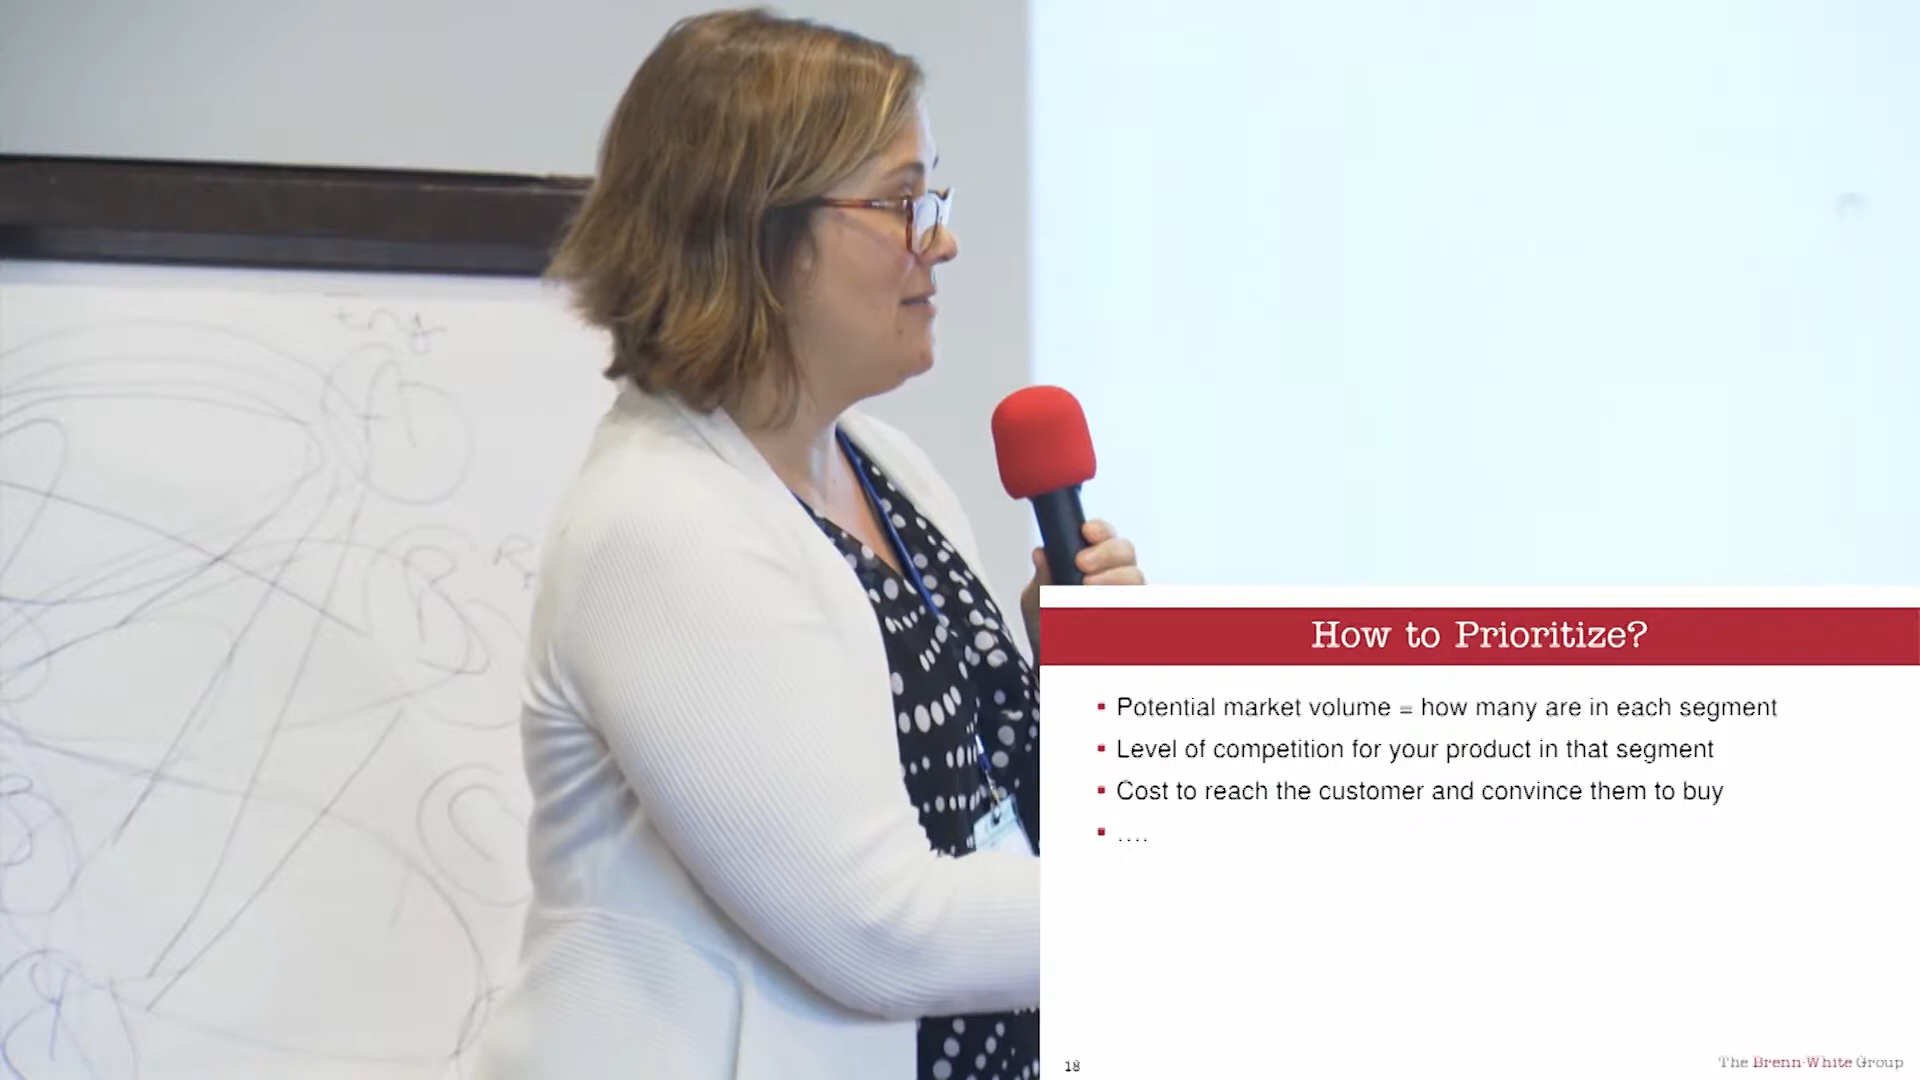 How to Prioritize?
Potential market volume = how many are in each segment
Level of competition for your product in that segment
Cost to reach the customer and convince them to buy
....
18
The Brenn-White Group